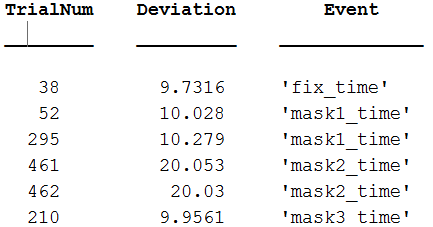 TrialNum Deviation Event
38 9.7316 'fix_time'
52 10.028 'mask1_time'
295 10.279 'mask1_time'
461 20.053 'mask2_time'
462 20.03 'mask2_time'
210 9.9561 'mask3_time'